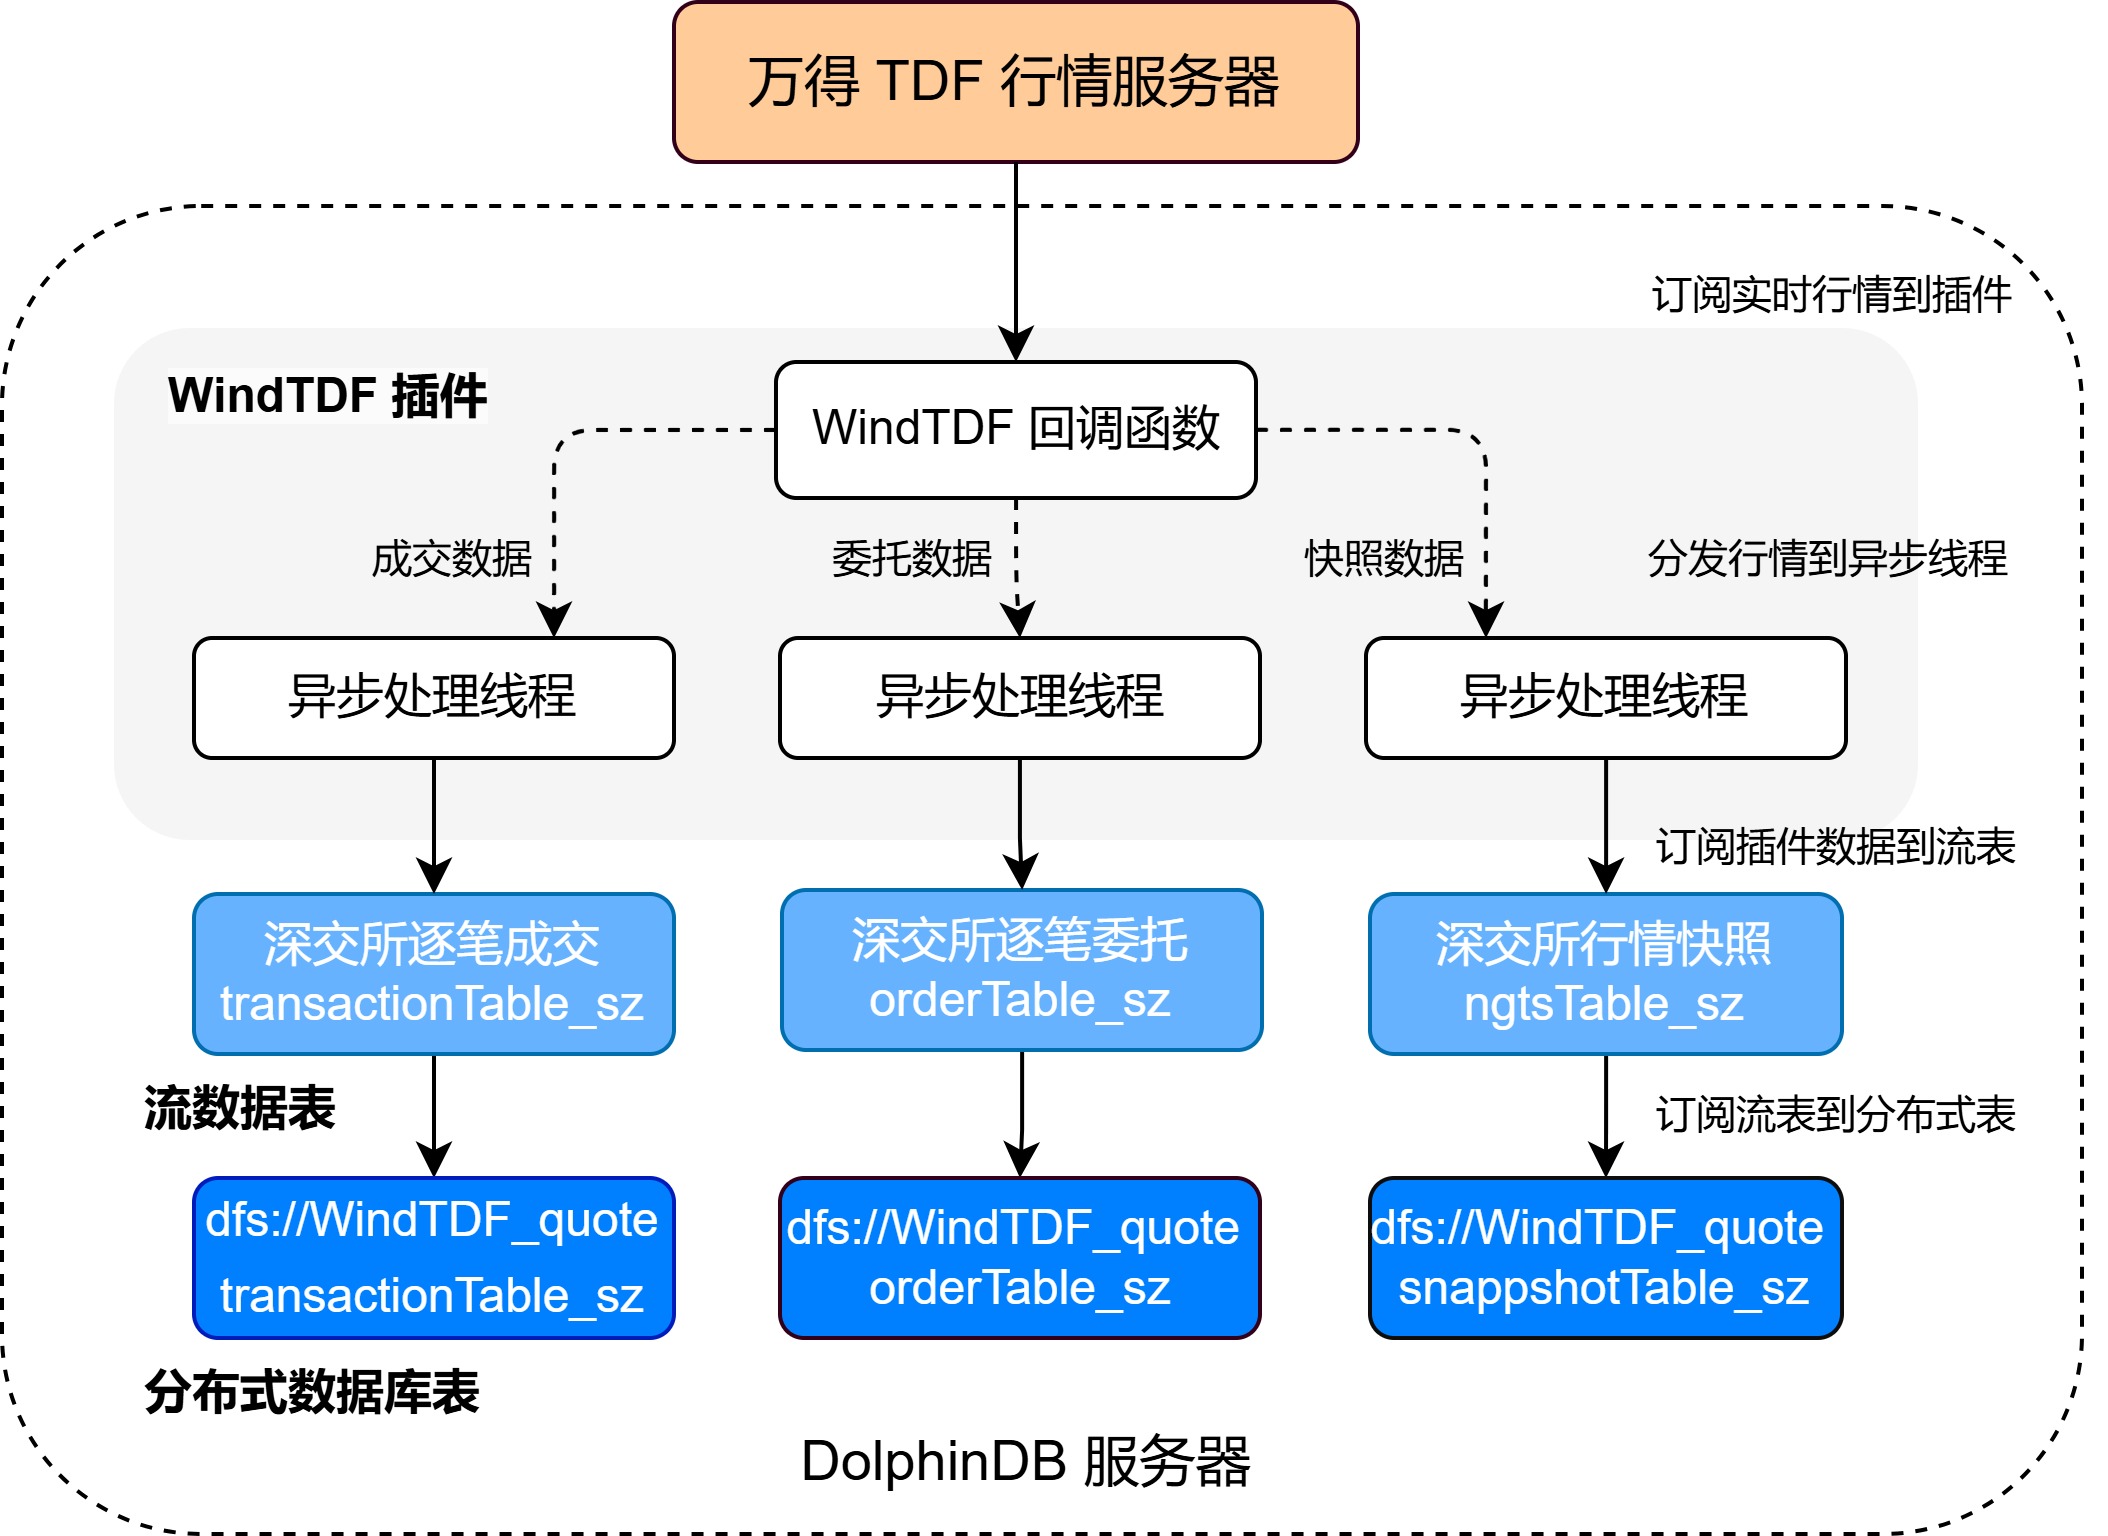 万得 TDF 行情服务器
订阅实时行情到插件
WindTDF 插件
WindTDF 回调函数
成交数据
委托数据
快照数据
分发行情到异步线程
异步处理线程
异步处理线程
异步处理线程
订阅插件数据到流表
深交所逐笔成交
transactionTable_sz
深交所逐笔委托
orderTable_sz
深交所行情快照
ngtsTable_sz
流数据表
订阅流表到分布式表
dfs://WindTDF_quote
transactionTable_sz
dfs://WindTDF_quote
orderTable_sz
dfs://WindTDF_quote
snappshotTable_sz
分布式数据库表
DolphinDB 服务器